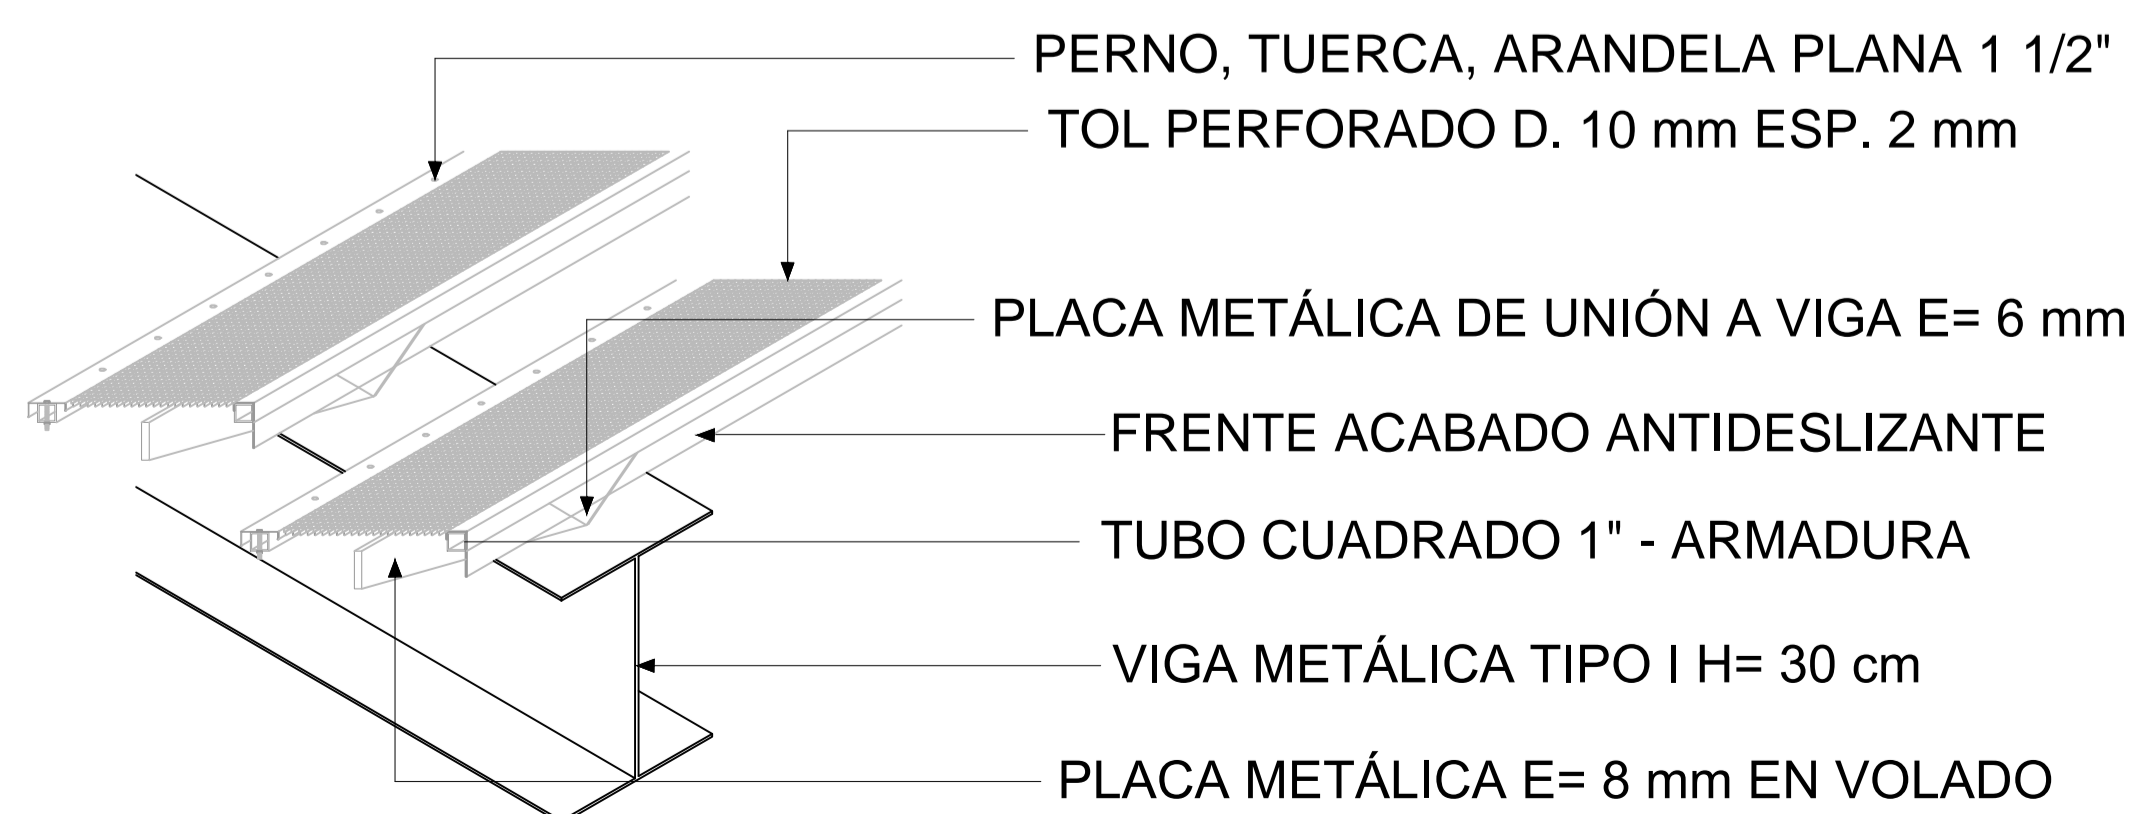 PERNO, TUERCA, ARANDELA PLANA 1 1/2"
TOL PERFORADO D. 10 mm ESP. 2 mm
PLACA METÁLICA DE UNIÓN A VIGA E= 6 mm
FRENTE ACABADO ANTIDESLIZANTE
TUBO CUADRADO 1" - ARMADURA
VIGA METÁLICA TIPO I H= 30 cm
PLACA METÁLICA E= 8 mm EN VOLADO